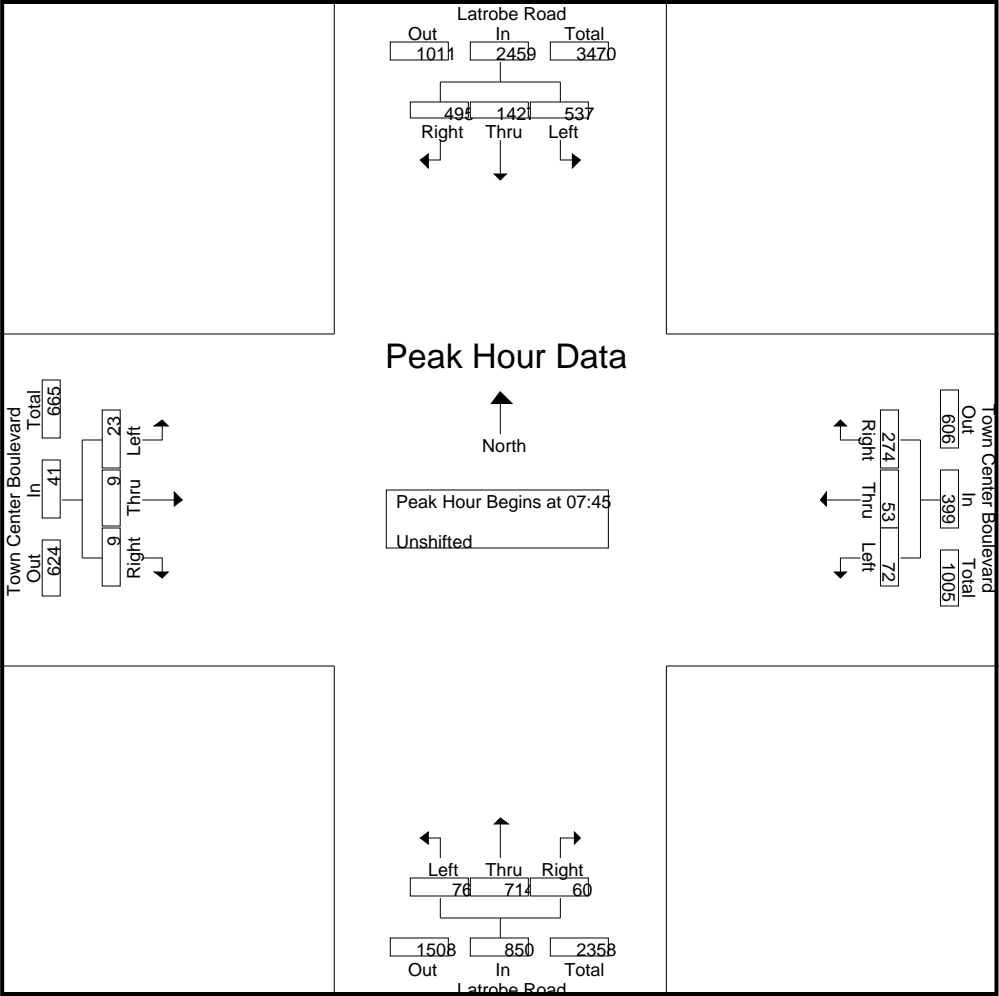 Latrobe Road
Out In Total
1011 2459 3470
495 1427 537
Right Thru Left
Peak Hour Data
North
Peak Hour Begins at 07:45
Unshifted
Town Center Boulevard
Total In Out
665 41 624
23 9 9
Left Thru Right
Town Center Boulevard
Out In Total
606 399 1005
274 53 72
Right Thru Left
Left Thru Right
76 714 60
1508 850 2358
Out In Total
Latrobe Road